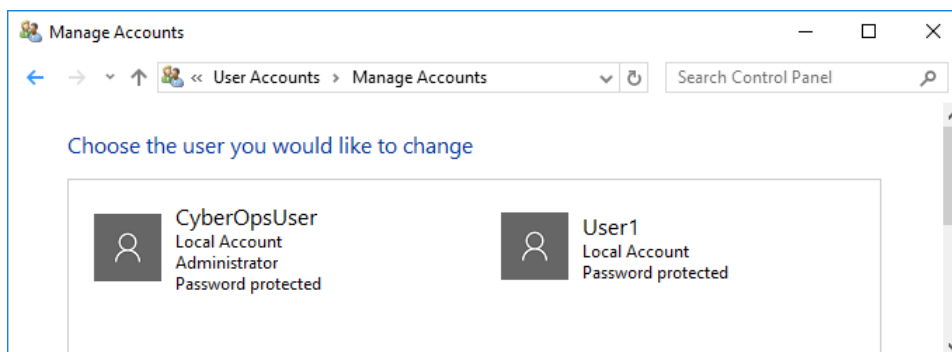 Manage Accounts
« User Accounts > Manage Accounts
Search Control Panel
Choose the user you would like to change
CyberOpsUser
Local Account
Administrator
Password protected
User1
Local Account
Password protected